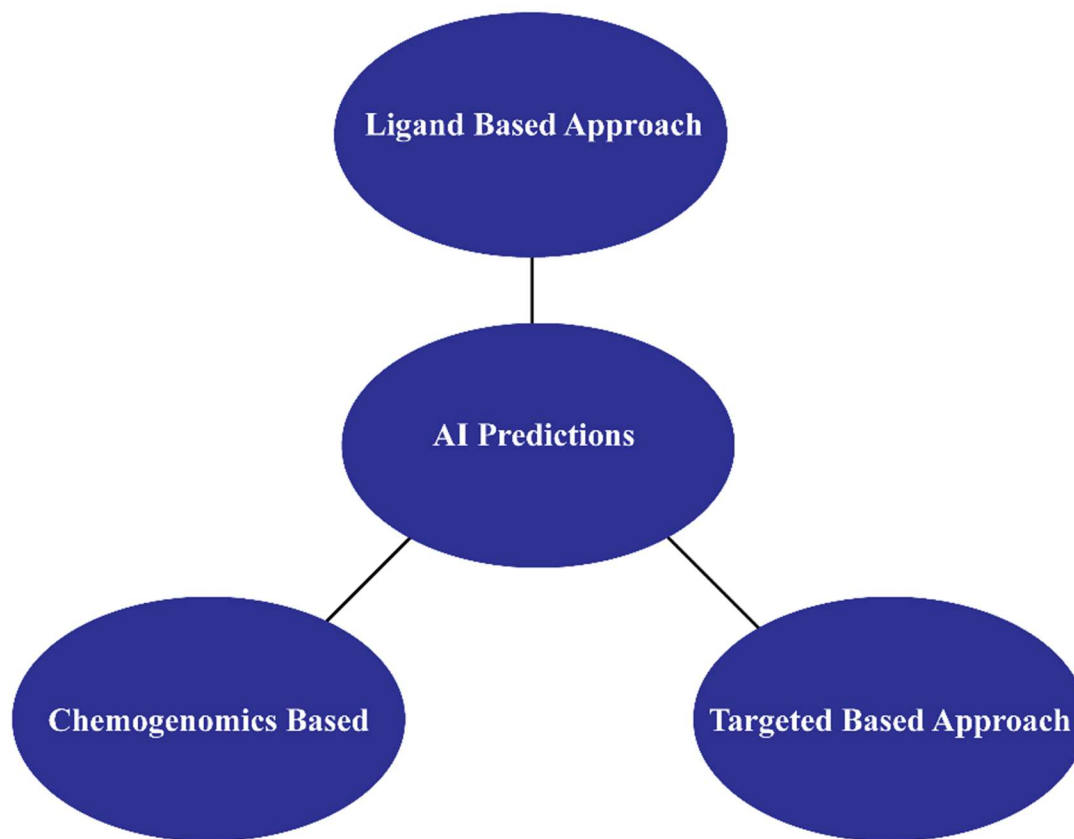 Ligand Based Approach
AI Predictions
Chemogenomics Based
Targeted Based Approach